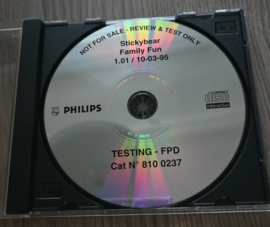 NOT FOR SALE - REVIEW & TEST ONLY
Stickybear
Family Fun
1.01 / 10-03-95
PHILIPS
TESTING - FPD
Cat N° 810 0237